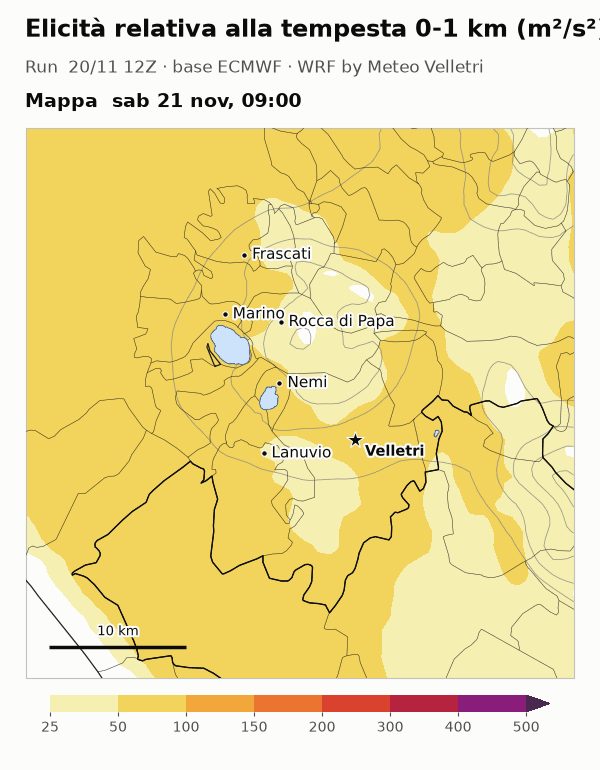 Elicità relativa alla tempesta 0-1 km (m²/s²)
Run  20/11 12Z · base ECMWF · WRF by Meteo Velletri
Mappa  sab 21 nov, 09:00
Frascati
Marino
Rocca di Papa
Nemi
Velletri
Lanuvio
10 km
25 50 100 150 200 300 400 500